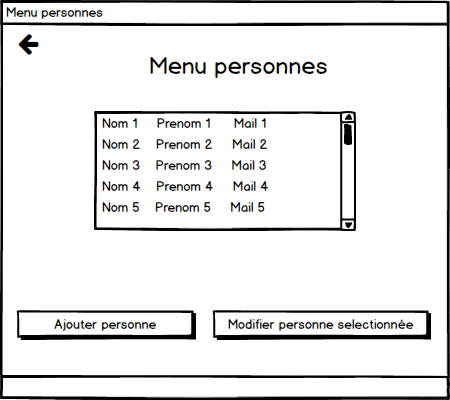 Menu personnes
Menu personnes
Nom 1 Prenom 1 Mail 1
Nom 2 Prenom 2 Mail 2
Nom 3 Prenom 3 Mail 3
Nom 4 Prenom 4 Mail 4
Nom 5 Prenom 5 Mail 5
Ajouter personne Modifier personne selectionnée